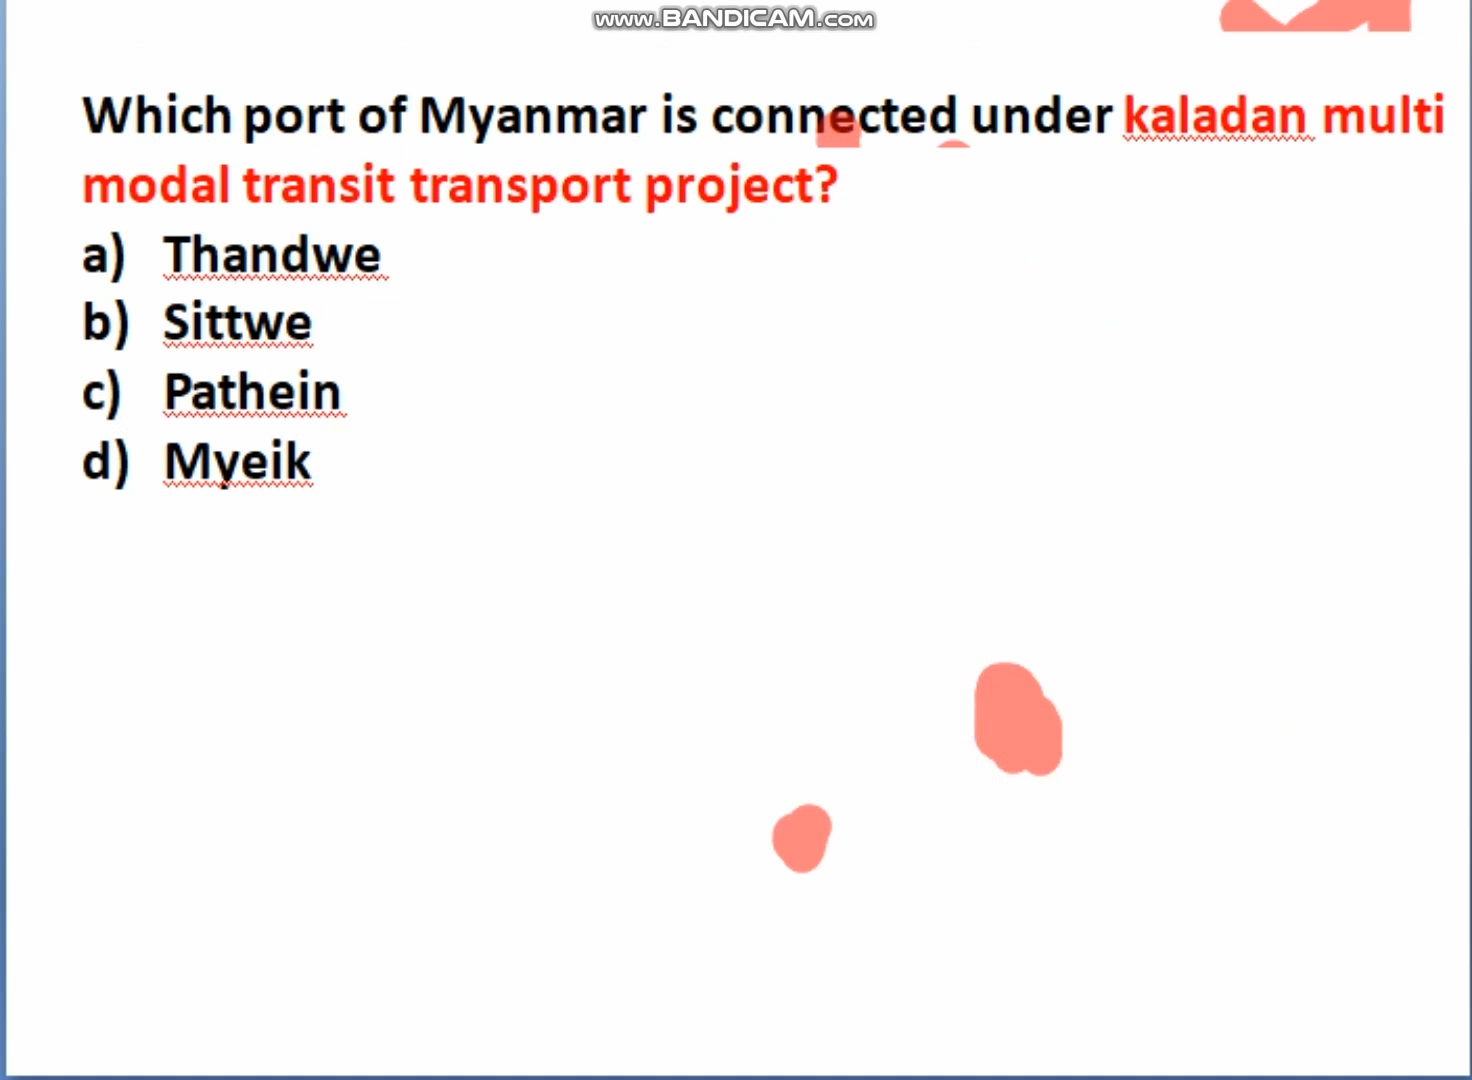 www.BANDICAM.com
Which port of Myanmar is connected under kaladan multi
modal transit transport project?
a) Thandwe
b) Sittwe
c) Pathein
d) Myeik